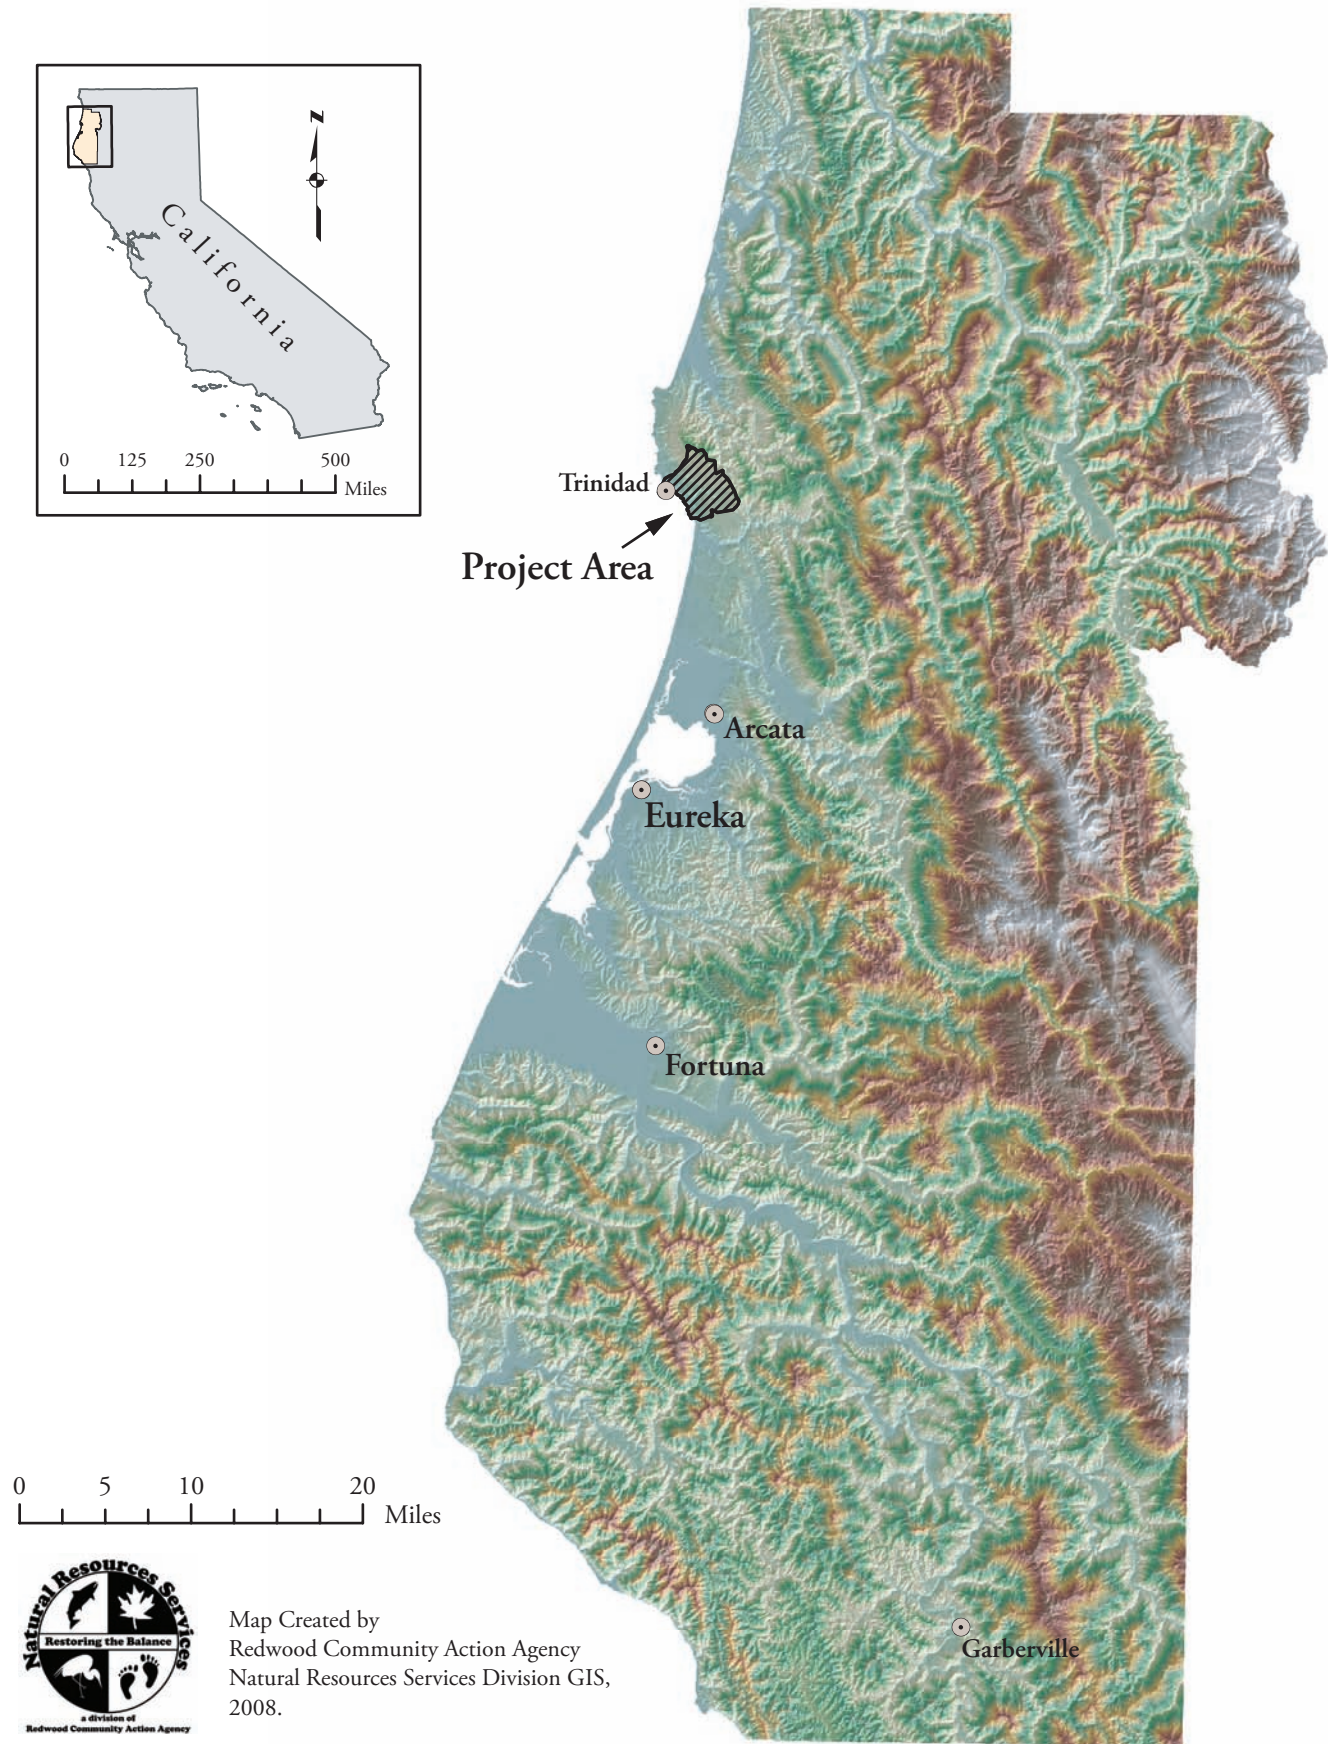 N
California
0 125 250 500
Miles
Trinidad
Project Area
Arcata
Eureka
Fortuna
Garberville
0 5 10 20
Miles
Natural Resources Services
Restoring the Balance
a division of
Redwood Community Action Agency
Map Created by
Redwood Community Action Agency
Natural Resources Services Division GIS,
2008.